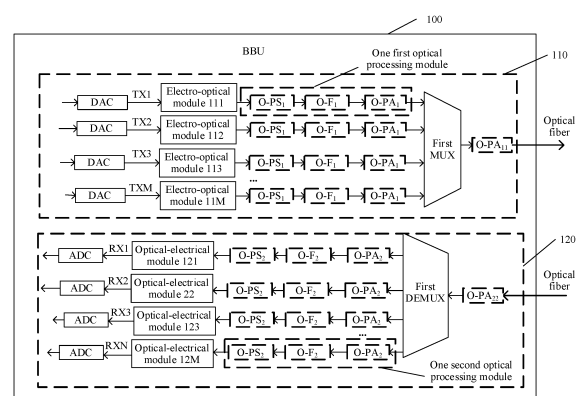 100
BBU
One first optical
processing module
110
DAC TX1 Electro-optical
module 111 O-PS1 O-F1 O-PA1
DAC TX2 Electro-optical
module 112 O-PS1 O-F1 O-PA1
DAC TX3 Electro-optical
module 113 O-PS1 O-F1 O-PA1
...
DAC TXM Electro-optical
module 11M O-PS1 O-F1 O-PA1
First
MUX
O-PA11
Optical
fiber
120
ADC RX1 Optical-electrical
module 121 O-PS2 O-F2 O-PA2
ADC RX2 Optical-electrical
module 22 O-PS2 O-F2 O-PA2
ADC RX3 Optical-electrical
module 123 O-PS2 O-F2 O-PA2
...
ADC RXN Optical-electrical
module 12M O-PS2 O-F2 O-PA2
First
DEMUX
O-PA22
Optical
fiber
One second optical
processing module